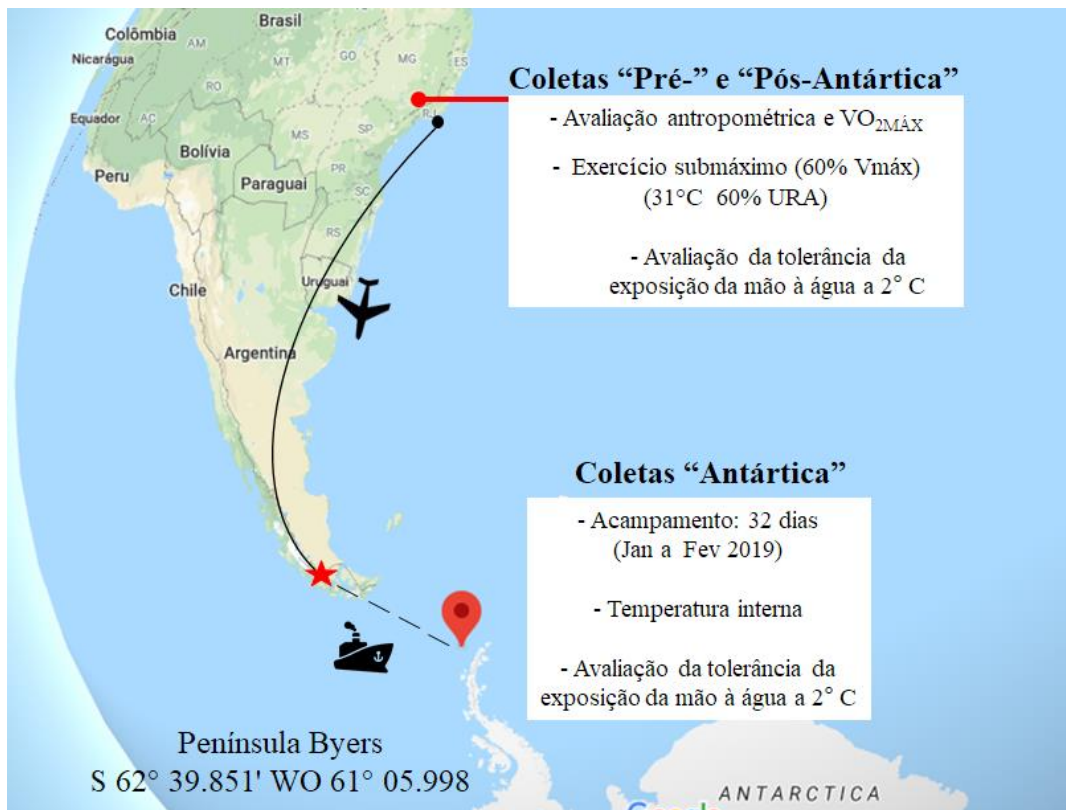 Brasil
Colômbia
AM
Nicarágua
MT
GO
MG
ES
RO
Equador
AC
MS
SP
RJ
Bolívia
Peru
PR
Paraguai
SC
RS
Uruguai
Chile
Argentina
Coletas “Pré-” e “Pós-Antártica”
- Avaliação antropométrica e VO2MÁX
- Exercício submáximo (60% Vmáx)
(31°C 60% URA)
- Avaliação da tolerância da
exposição da mão à água a 2° C
Coletas “Antártica”
- Acampamento: 32 dias
(Jan a Fev 2019)
- Temperatura interna
- Avaliação da tolerância da
exposição da mão à água a 2° C
Península Byers
S 62° 39.851' WO 61° 05.998
ANTARCTICA